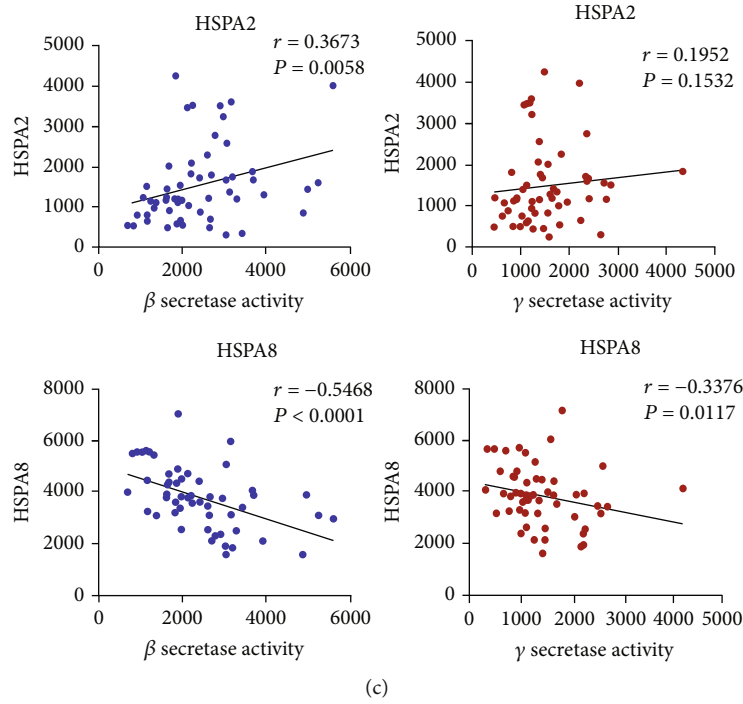 HSPA2
r = 0.3673
P = 0.0058
HSPA2
5000
4000
3000
2000
1000
0
0 2000 4000 6000
β secretase activity
HSPA2
r = 0.1952
P = 0.1532
HSPA2
5000
4000
3000
2000
1000
0
0 1000 2000 3000 4000 5000
γ secretase activity
HSPA8
r = −0.5468
P < 0.0001
HSPA8
8000
6000
4000
2000
0
0 2000 4000 6000
β secretase activity
HSPA8
r = −0.3376
P = 0.0117
HSPA8
8000
6000
4000
2000
0
0 1000 2000 3000 4000 5000
γ secretase activity
(c)